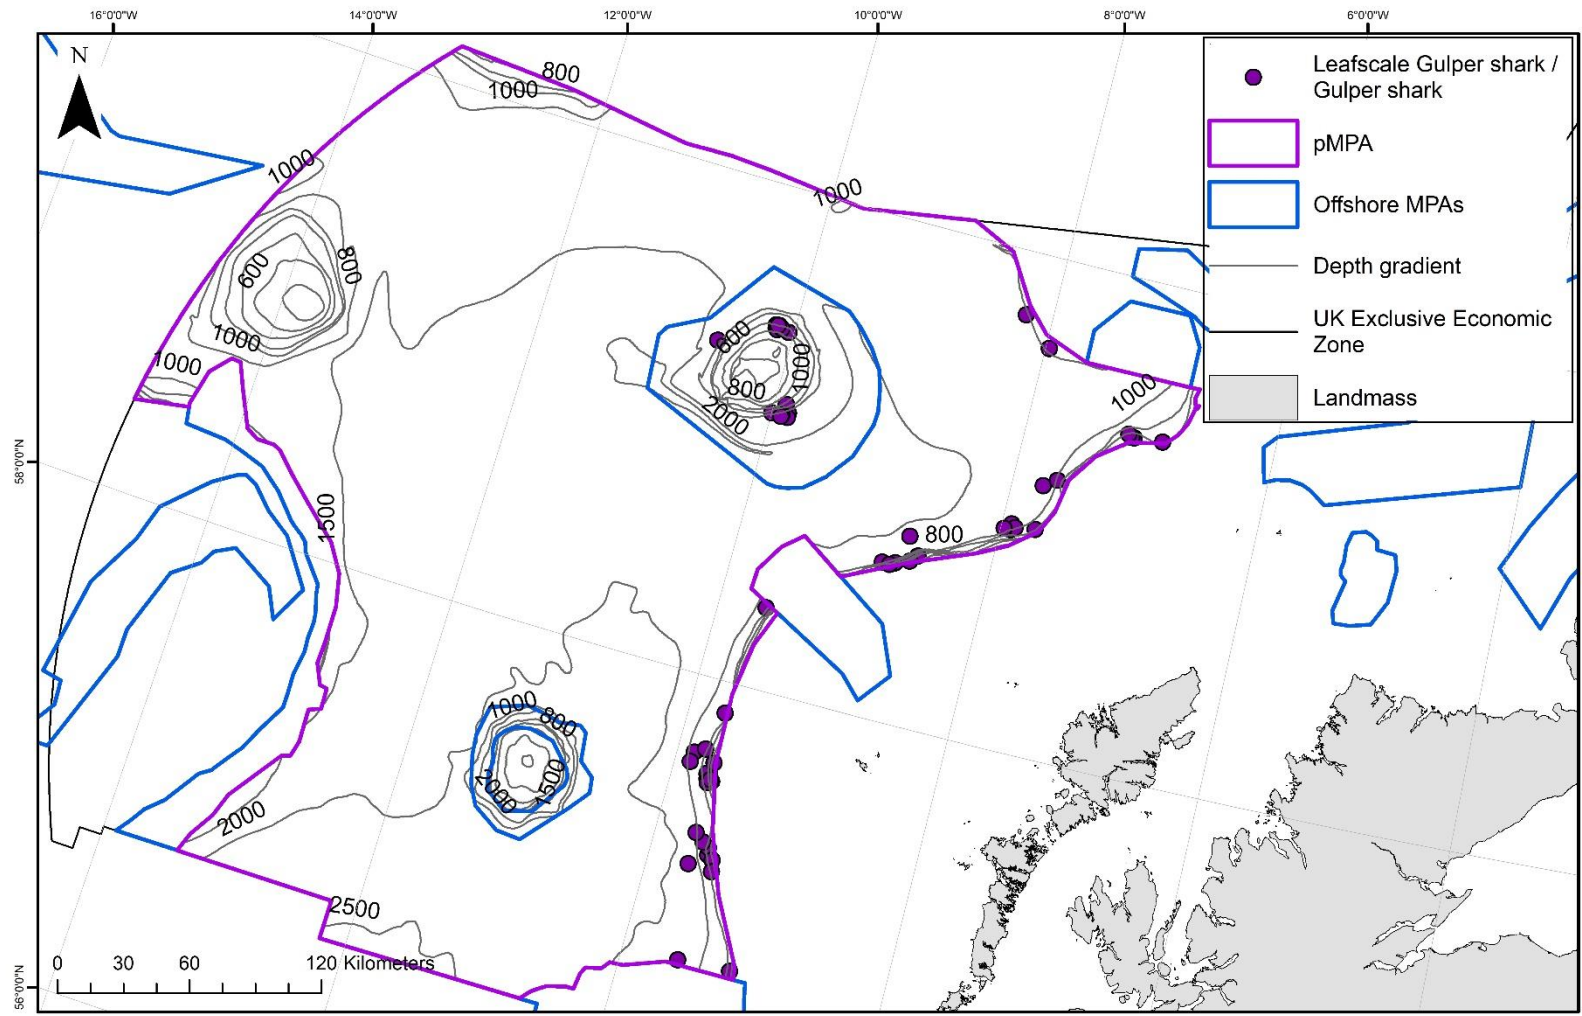 16°0'0"W 14°0'0"W 12°0'0"W 10°0'0"W 8°0'0"W 6°0'0"W
N
Leafscale Gulper shark /
Gulper shark
pMPA
Offshore MPAs
Depth gradient
UK Exclusive Economic
Zone
Landmass
800
1000
1000
1000
600
800
1000
1000
600
1000
800
2000
1000
58°0'0"N
1500
800
1000
800
2000
1500
2000
2500
0 30 60 120 Kilometers
56°0'0"N